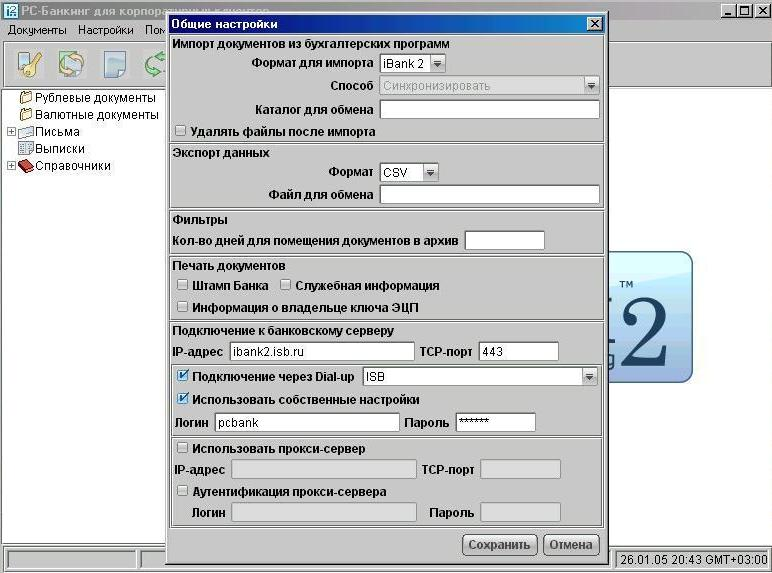 РС-Банкинг для корпоративных клиентов
Общие настройки
Документы Настройки Пом
Импорт документов из бухгалтерских программ
Формат для импорта iBank 2
Способ Синхронизировать
Каталог для обмена
Удалять файлы после импорта
Рублевые документы
Валютные документы
Письма
Выписки
Справочники
Экспорт данных
Формат CSV
Файл для обмена
Фильтры
Кол-во дней для помещения документов в архив
Печать документов
Штамп Банка Служебная информация
Информация о владельце ключа ЭЦП
Подключение к банковскому серверу
IP-адрес ibank2.isb.ru TCP-порт 443
Подключение через Dial-up ISB
Использовать собственные настройки
Логин pcbank Пароль ******
Использовать прокси-сервер
IP-адрес TCP-порт
Аутентификация прокси-сервера
Логин Пароль
Сохранить Отмена
TM
2
g
26.01.05 20:43 GMT+03:00